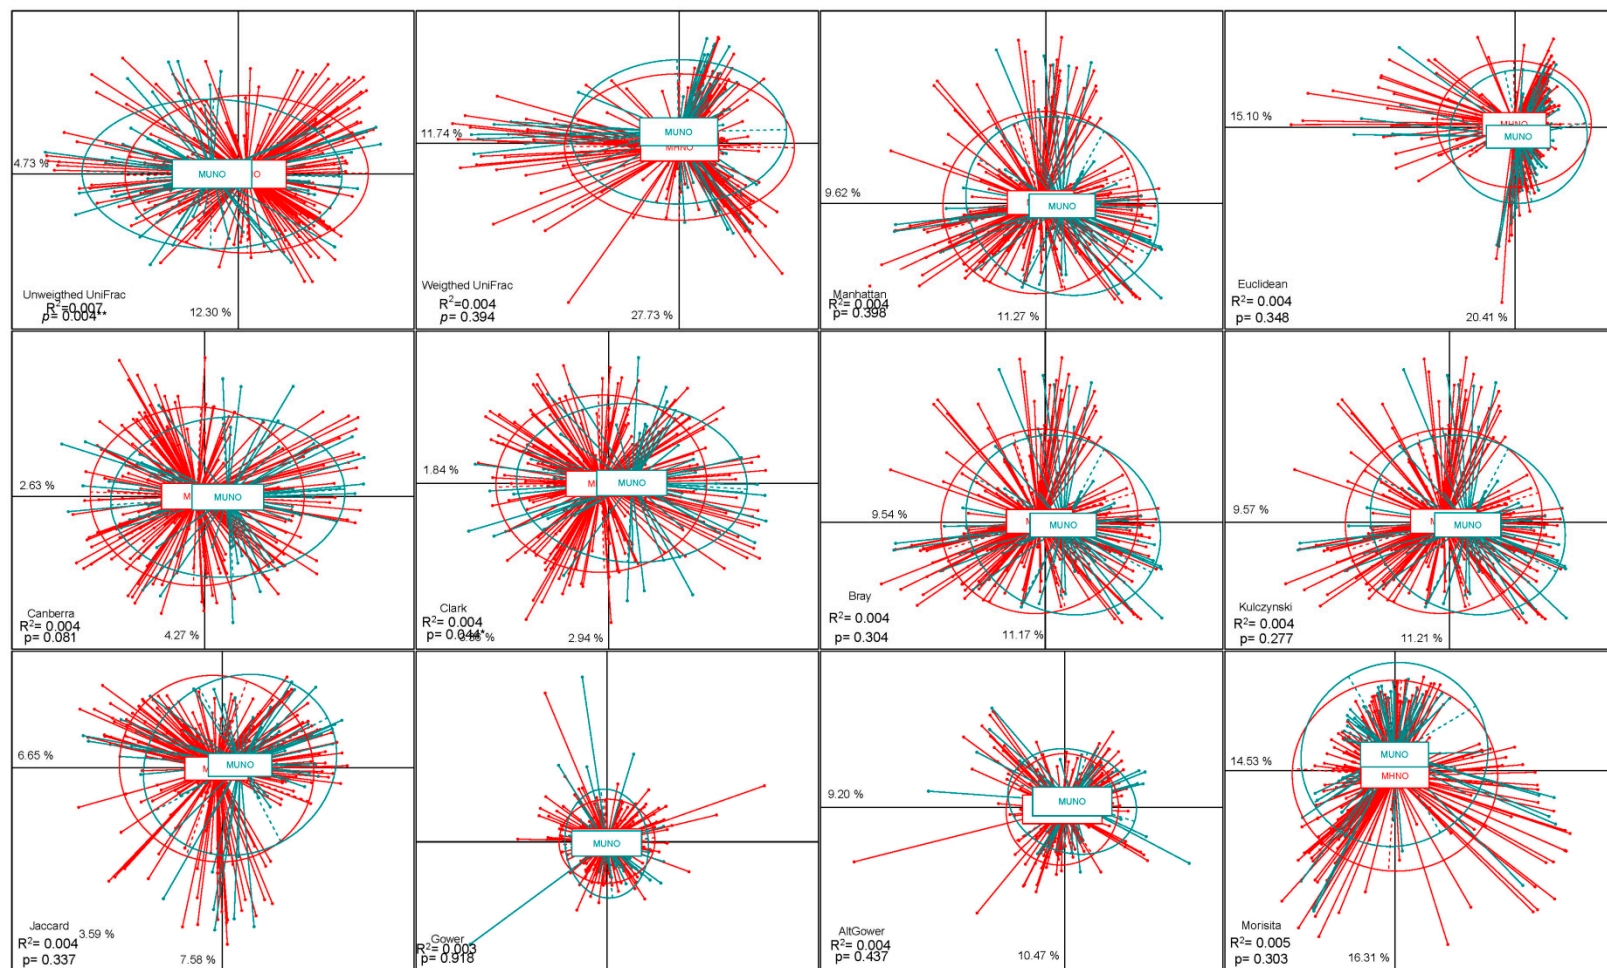 4.73 %
MUNO
O
Unweigthed UniFrac
R²=0.007
p= 0.004**
12.30 %
11.74 %
MUNO
MHNO
Weigthed UniFrac
R²=0.004
p= 0.394
27.73 %
9.62 %
MUNO
Manhattan
R²= 0.004
p= 0.398
11.27 %
15.10 %
MHNO
MUNO
Euclidean
R²= 0.004
p= 0.348
20.41 %
2.63 %
M
MUNO
Canberra
R²= 0.004
p= 0.081
4.27 %
1.84 %
M
MUNO
Clark
R²= 0.004
p= 0.044*
2.94 %
9.54 %
MUNO
Bray
R²= 0.004
p= 0.304
11.17 %
9.57 %
MUNO
Kulczynski
R²= 0.004
p= 0.277
11.21 %
6.65 %
M
MUNO
Jaccard
3.59 %
R²= 0.004
p= 0.337
7.58 %
MUNO
Gower
R²= 0.003
p= 0.918
9.20 %
MUNO
AltGower
R²= 0.004
p= 0.437
10.47 %
14.53 %
MUNO
MHNO
Morisita
R²= 0.005
p= 0.303
16.31 %